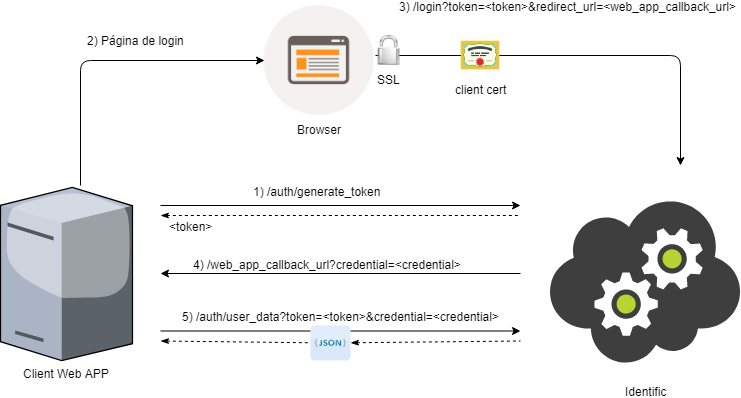 3) /login?token=<token>&redirect_url=<web_app_callback_url>
2) Página de login
SSL
client cert
Browser
1) /auth/generate_token
<token>
4) /web_app_callback_url?credential=<credential>
5) /auth/user_data?token=<token>&credential=<credential>
{JSON}
Client Web APP
Identific